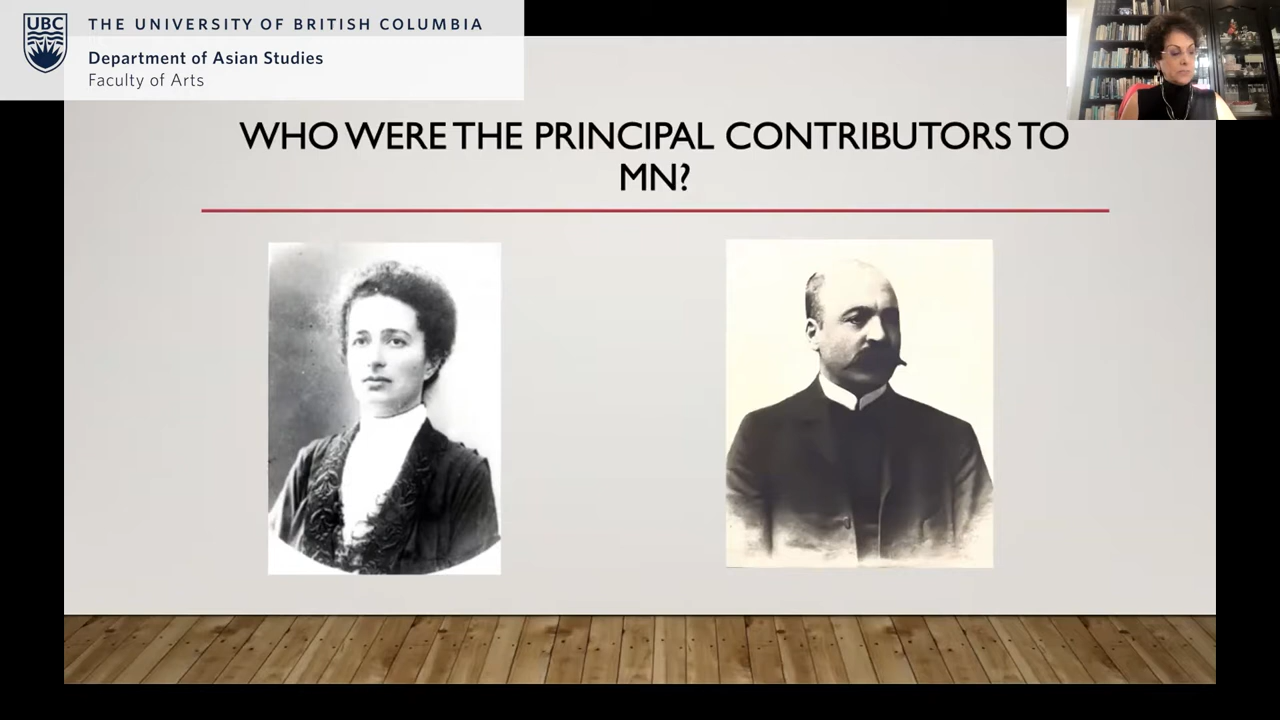 UBC
THE UNIVERSITY OF BRITISH COLUMBIA
Department of Asian Studies
Faculty of Arts
WHO WERE THE PRINCIPAL CONTRIBUTORS TO
MN?